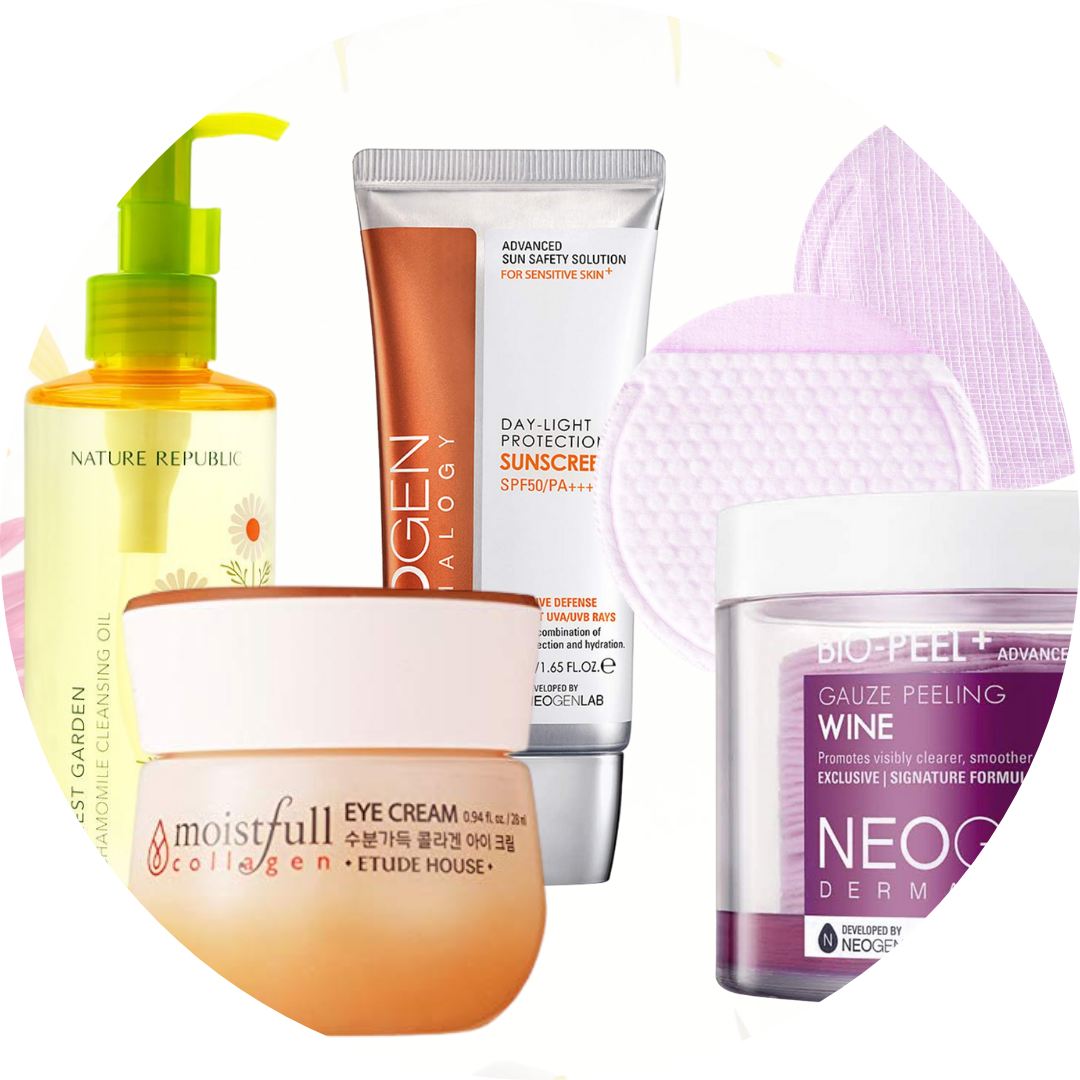 NATURE REPUBLIC
EST GARDEN
HAMOMILE CLEANSING OIL
ADVANCED
SUN SAFETY SOLUTION
FOR SENSITIVE SKIN+
OGEN
ALOGY
DAY-LIGHT
PROTECTION
SUNSCREE
SPF50/PA+++
VE DEFENSE
T UVA/UVB RAYS
combination of
ection and hydration.
/1.65 FL.OZ.℮
VELOPED BY
NEOGENLAB
moistfull
collagen
EYE CREAM 0.94 fl. oz. / 28 ml
수분가득 콜라겐 아이 크림
• ETUDE HOUSE •
BIO-PEEL+ ADVANCE
GAUZE PEELING
WINE
Promotes visibly clearer, smoother
EXCLUSIVE | SIGNATURE FORMUL
NEOG
DERMA
N
DEVELOPED BY
NEOGEN